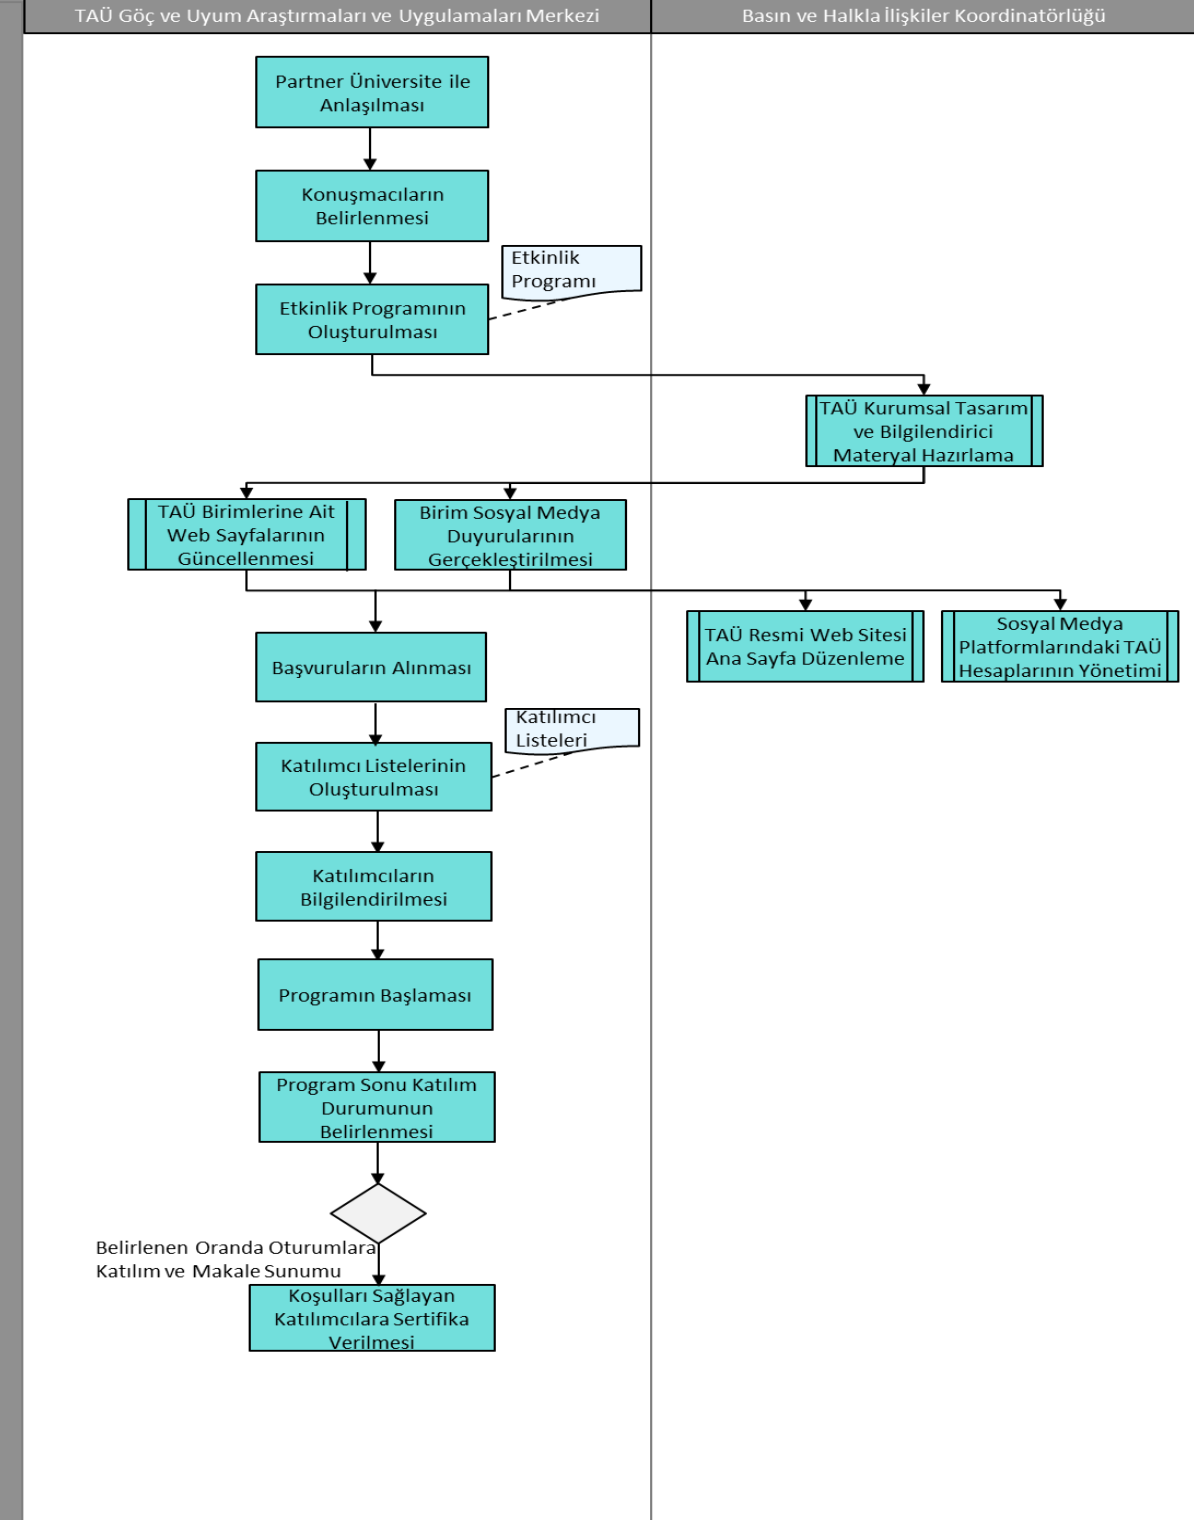 TAÜ Göç ve Uyum Araştırmaları ve Uygulamaları Merkezi
Basın ve Halkla İlişkiler Koordinatörlüğü
Partner Üniversite ile
Anlaşılması
Konuşmacıların
Belirlenmesi
Etkinlik
Programı
Etkinlik Programının
Oluşturulması
TAÜ Kurumsal Tasarım
ve Bilgilendirici
Materyal Hazırlama
TAÜ Birimlerine Ait
Web Sayfalarının
Güncellenmesi
Birim Sosyal Medya
Duyurularının
Gerçekleştirilmesi
TAÜ Resmi Web Sitesi
Ana Sayfa Düzenleme
Sosyal Medya
Platformlarındaki TAÜ
Hesaplarının Yönetimi
Başvuruların Alınması
Katılımcı
Listeleri
Katılımcı Listelerinin
Oluşturulması
Katılımcıların
Bilgilendirilmesi
Programın Başlaması
Program Sonu Katılım
Durumunun
Belirlenmesi
Belirlenen Oranda Oturumlara
Katılım ve Makale Sunumu
Koşulları Sağlayan
Katılımcılara Sertifika
Verilmesi